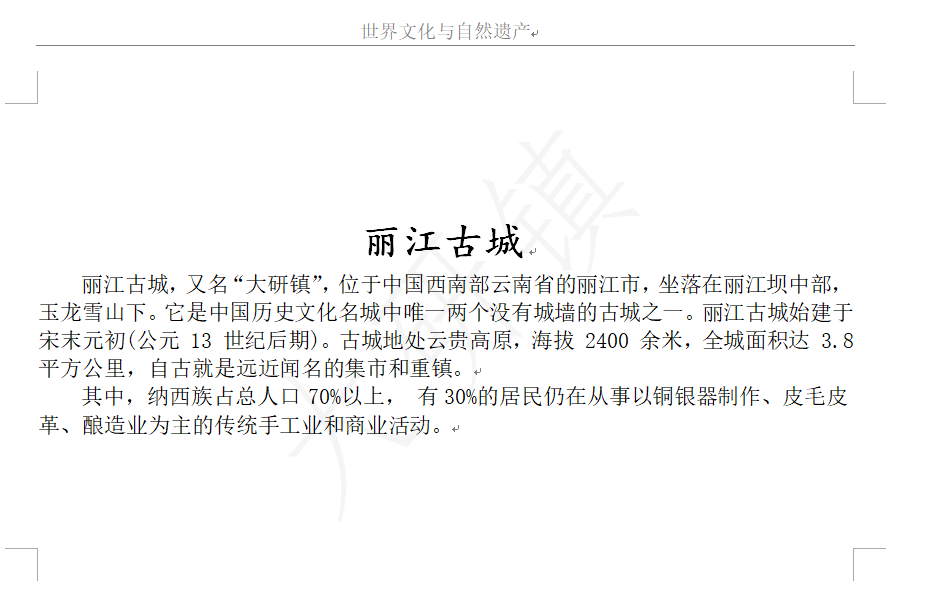 世界文化与自然遗产
丽江古城
丽江古城，又名“大研镇”，位于中国西南部云南省的丽江市，坐落在丽江坝中部，
玉龙雪山下。它是中国历史文化名城中唯一两个没有城墙的古城之一。丽江古城始建于
宋末元初(公元 13 世纪后期)。古城地处云贵高原，海拔 2400 余米，全城面积达 3.8
平方公里，自古就是远近闻名的集市和重镇。
其中，纳西族占总人口 70%以上， 有 30%的居民仍在从事以铜银器制作、皮毛皮
革、酿造业为主的传统手工业和商业活动。
大研镇